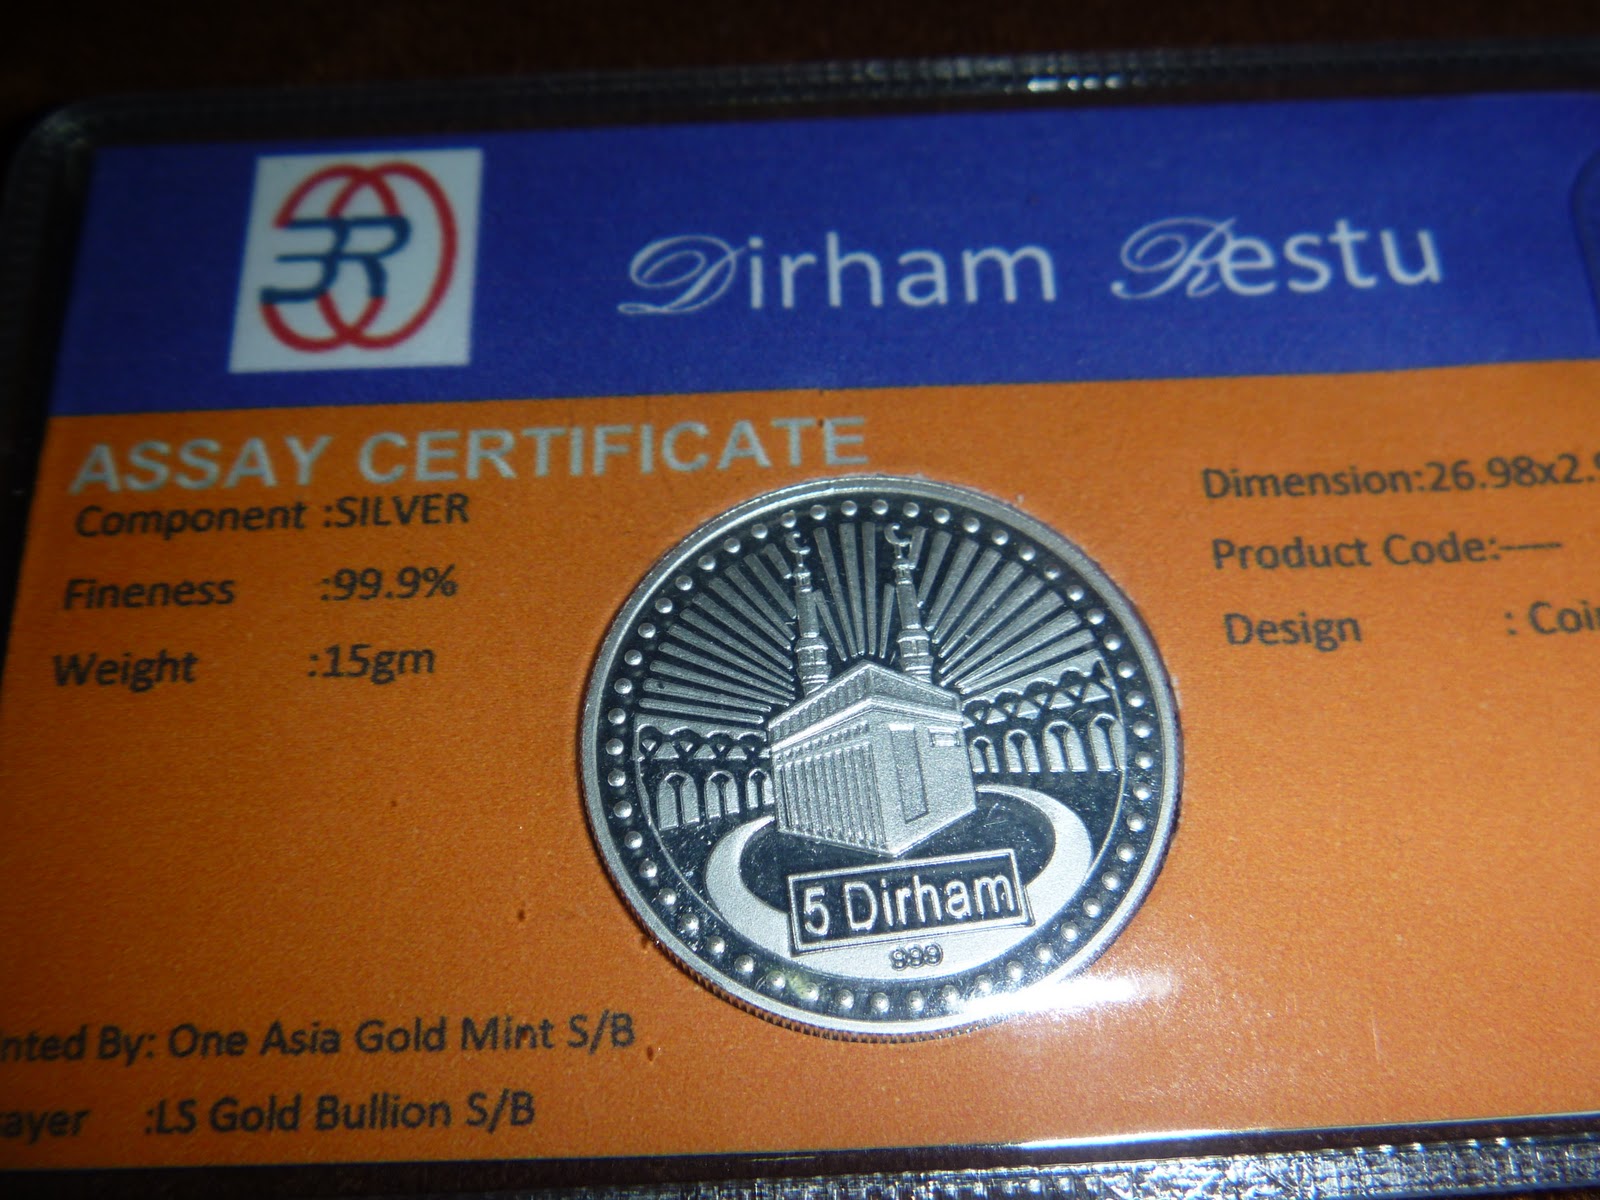 3R
Dirham Restu
ASSAY CERTIFICATE
Component :SILVER
Fineness :99.9%
Weight :15gm
Dimension:26.98x2.
Product Code:----
Design : Coi
5 Dirham
999
nted By: One Asia Gold Mint S/B
ayer :LS Gold Bullion S/B